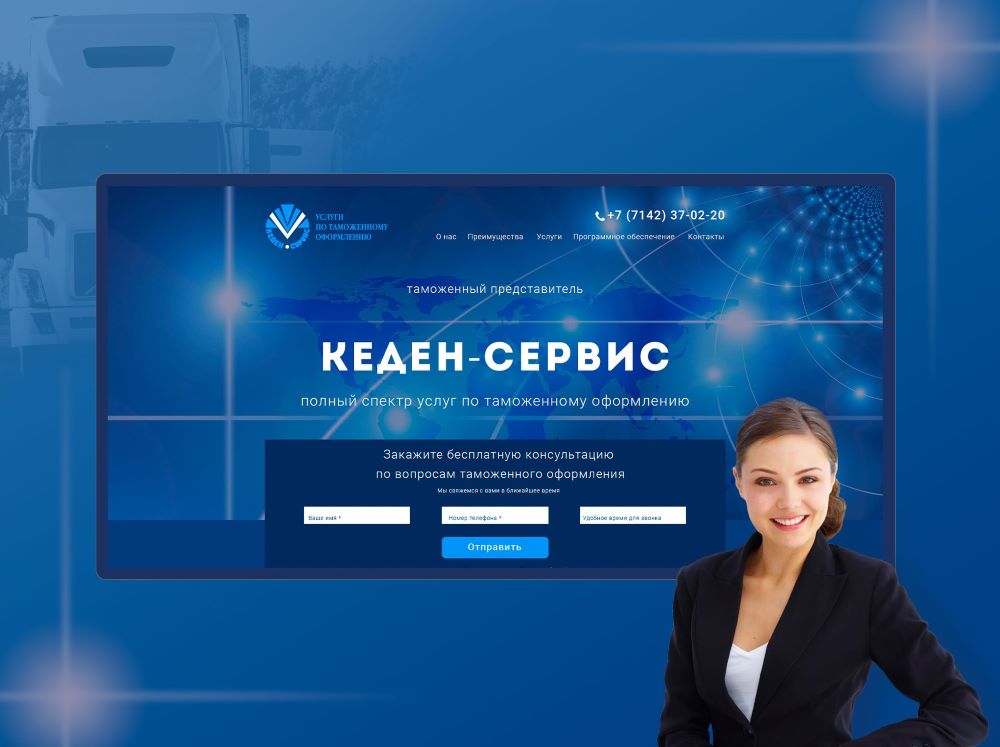 УСЛУГИ
ПО ТАМОЖЕННОМУ
ОФОРМЛЕНИЮ
КЕДЕН-СЕРВИС
+7 (7142) 37-02-20
О нас Преимущества Услуги Программное обеспечение Контакты
таможенный представитель
КЕДЕН-СЕРВИС
полный спектр услуг по таможенному оформлению
Закажите бесплатную консультацию
по вопросам таможенного оформления
Мы свяжемся с вами в ближайшее время
Ваше имя * Номер телефона * Удобное время для звонка
Отправить